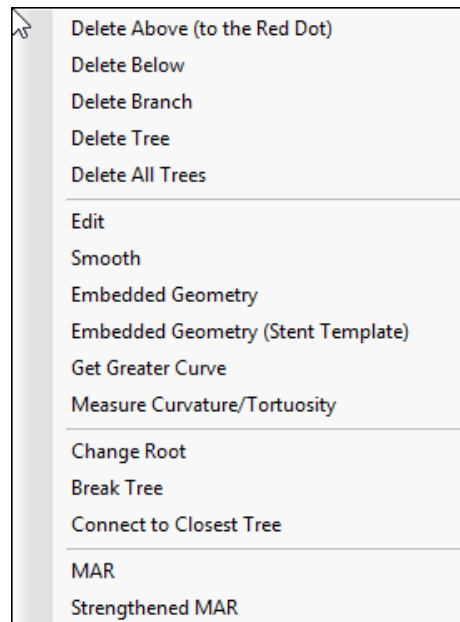 Delete Above (to the Red Dot)
Delete Below
Delete Branch
Delete Tree
Delete All Trees
Edit
Smooth
Embedded Geometry
Embedded Geometry (Stent Template)
Get Greater Curve
Measure Curvature/Tortuosity
Change Root
Break Tree
Connect to Closest Tree
MAR
Strengthened MAR